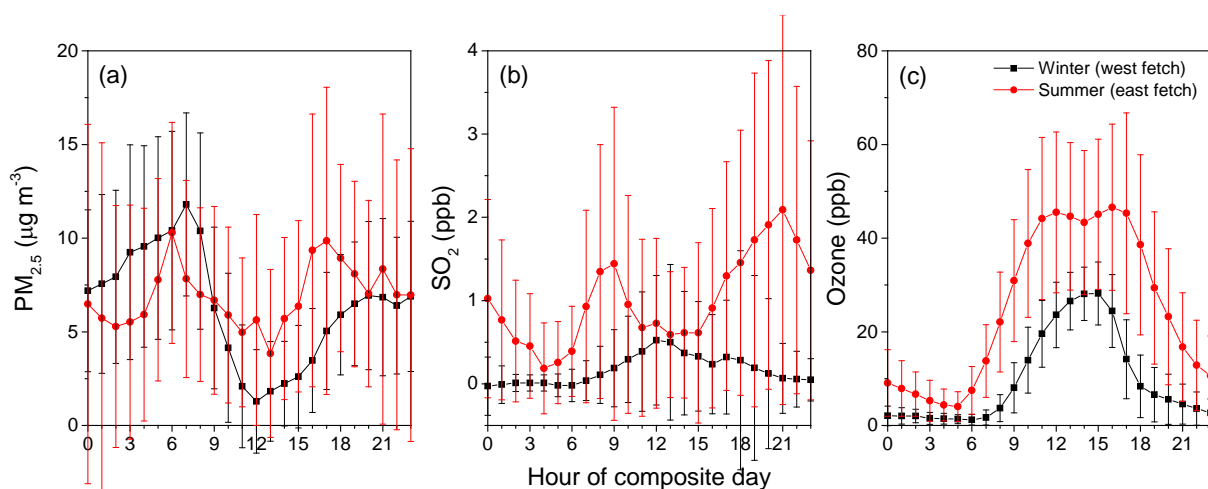 (a)
20
15
10
5
0
PM2.5 (μg m-3)
0 3 6 9 12 15 18 21
(b)
4
3
2
1
0
SO2 (ppb)
0 3 6 9 12 15 18 21
Hour of composite day
(c)
Winter (west fetch)
Summer (east fetch)
80
60
40
20
0
Ozone (ppb)
0 3 6 9 12 15 18 21